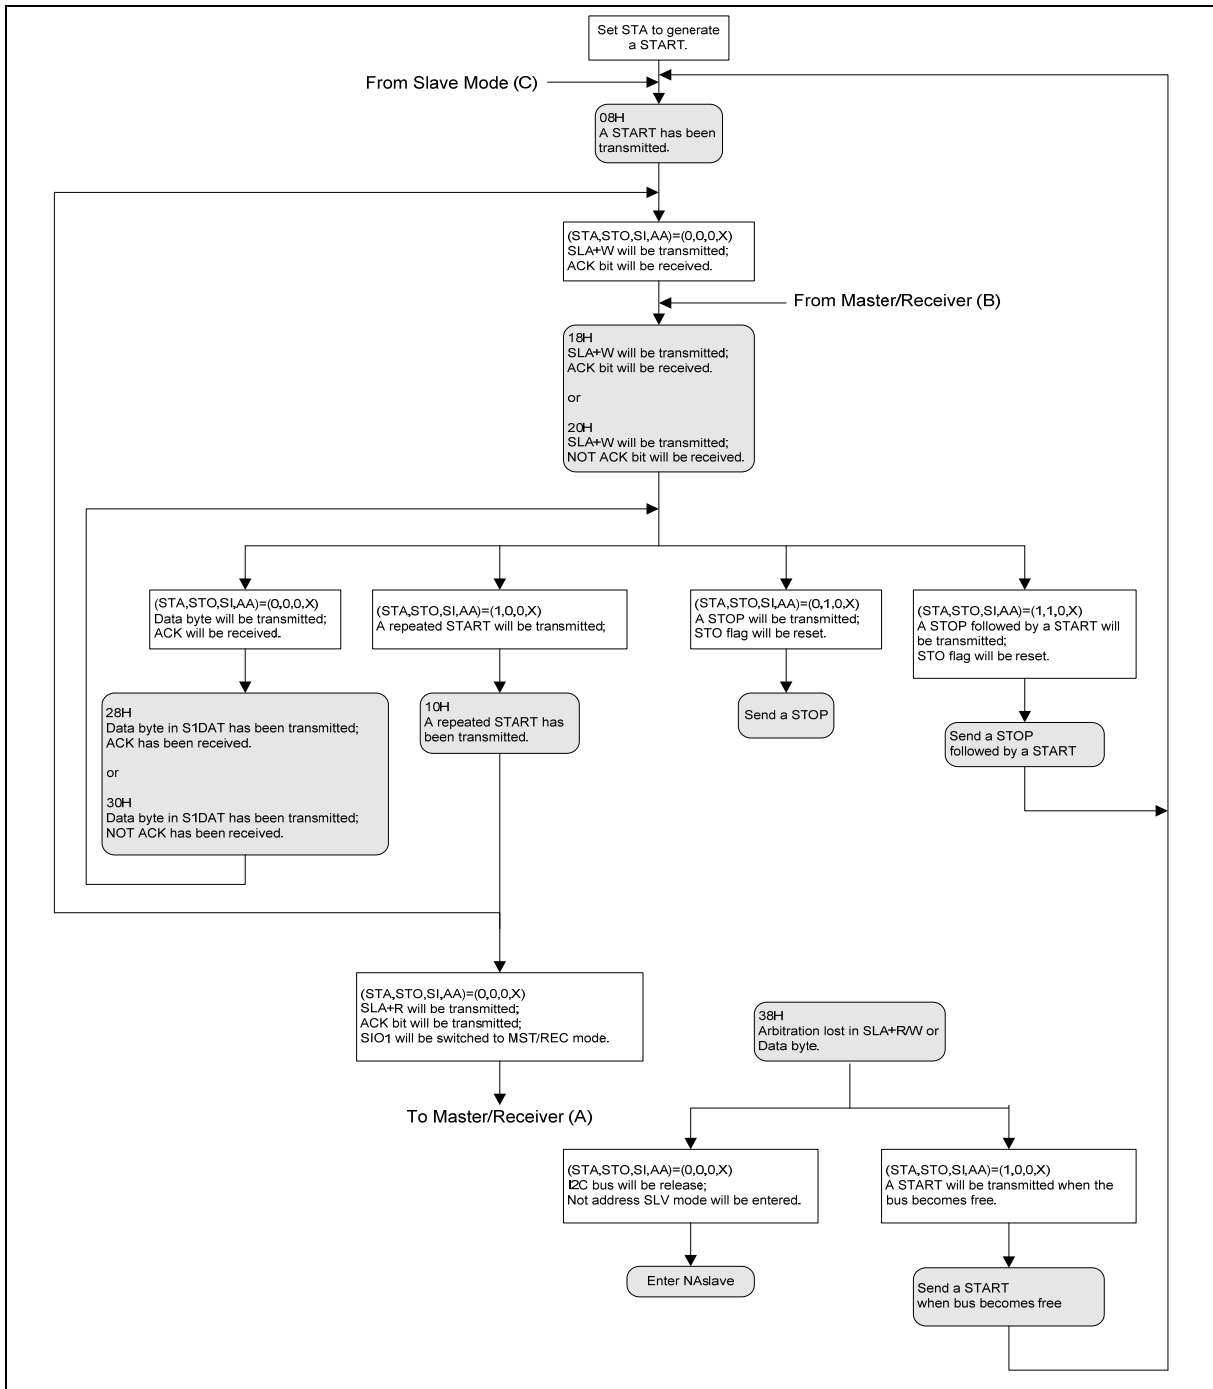 Set STA to generate
a START.
From Slave Mode (C)
08H
A START has been
transmitted.
(STA,STO,SI,AA)=(0,0,0,X)
SLA+W will be transmitted;
ACK bit will be received.
From Master/Receiver (B)
18H
SLA+W will be transmitted;
ACK bit will be received.
or
20H
SLA+W will be transmitted;
NOT ACK bit will be received.
(STA,STO,SI,AA)=(0,0,0,X)
Data byte will be transmitted;
ACK will be received.
(STA,STO,SI,AA)=(1,0,0,X)
A repeated START will be transmitted;
(STA,STO,SI,AA)=(0,1,0,X)
A STOP will be transmitted;
STO flag will be reset.
(STA,STO,SI,AA)=(1,1,0,X)
A STOP followed by a START will
be transmitted;
STO flag will be reset.
28H
Data byte in S1DAT has been transmitted;
ACK has been received.
or
30H
Data byte in S1DAT has been transmitted;
NOT ACK has been received.
10H
A repeated START has
been transmitted.
Send a STOP
Send a STOP
followed by a START
(STA,STO,SI,AA)=(0,0,0,X)
SLA+R will be transmitted;
ACK bit will be transmitted;
SIO1 will be switched to MST/REC mode.
To Master/Receiver (A)
38H
Arbitration lost in SLA+R/W or
Data byte.
(STA,STO,SI,AA)=(0,0,0,X)
I2C bus will be release;
Not address SLV mode will be entered.
(STA,STO,SI,AA)=(1,0,0,X)
A START will be transmitted when the
bus becomes free.
Enter NAslave
Send a START
when bus becomes free